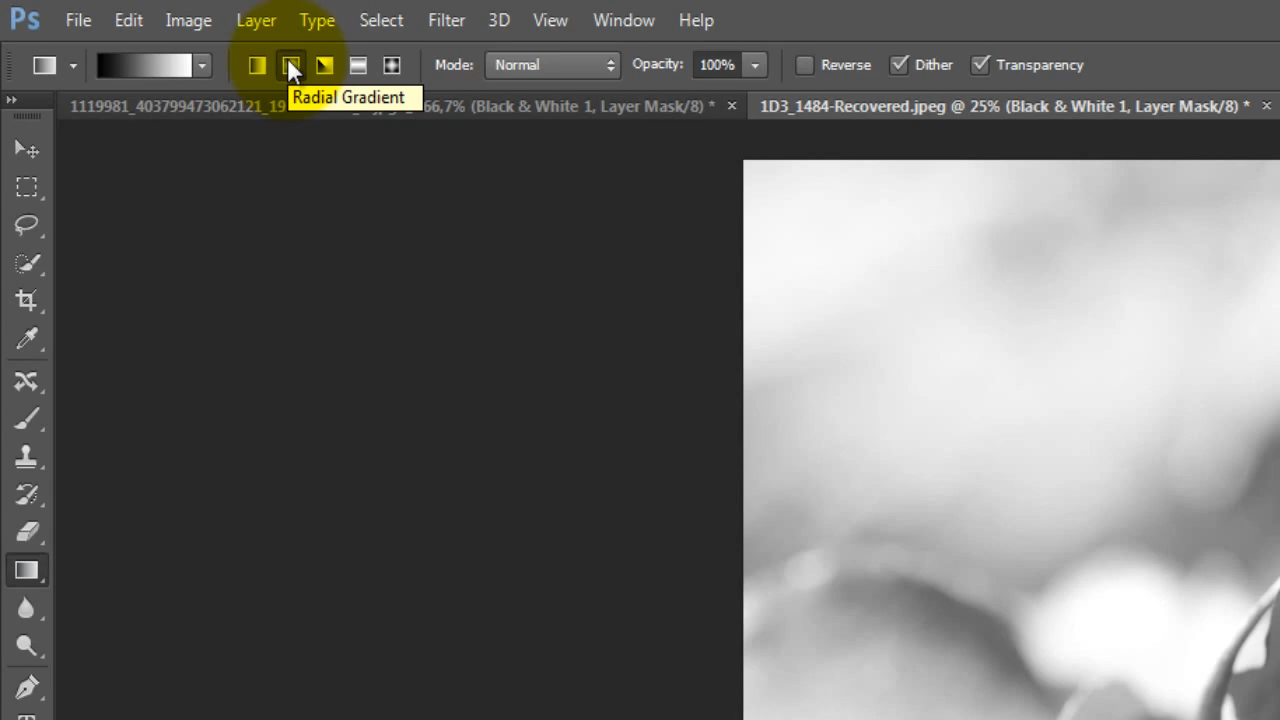 Ps File Edit Image Layer Type Select Filter 3D View Window Help
Mode: Normal Opacity: 100% Reverse Dither Transparency
Radial Gradient
1119981_403799473062121_19 66,7% (Black & White 1, Layer Mask/8) * × 1D3_1484-Recovered.jpeg @ 25% (Black & White 1, Layer Mask/8) * ×